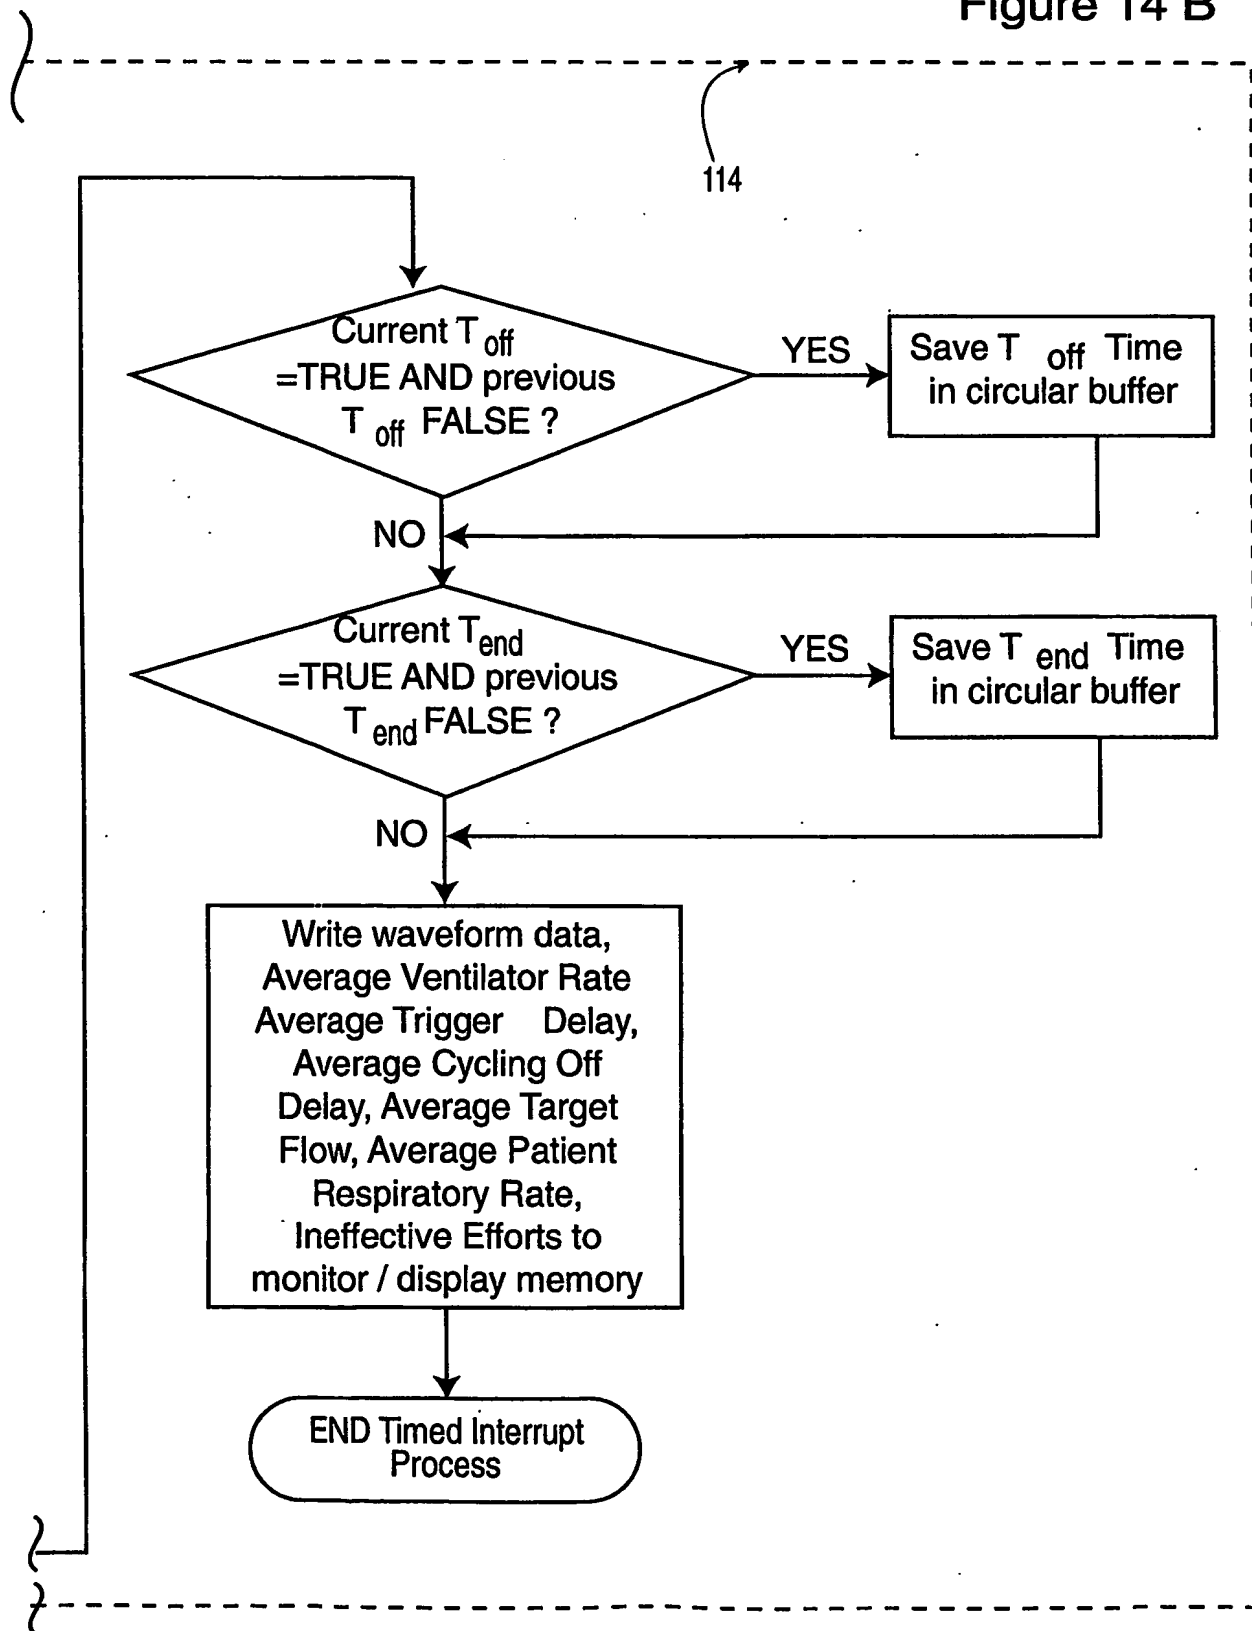 Figure 14 B
114
Current T off
=TRUE AND previous
T off FALSE ?
YES
Save T off Time
in circular buffer
NO
Current Tend
=TRUE AND previous
T end FALSE ?
YES
Save T end Time
in circular buffer
NO
Write waveform data,
Average Ventilator Rate
Average Trigger Delay,
Average Cycling Off
Delay, Average Target
Flow, Average Patient
Respiratory Rate,
Ineffective Efforts to
monitor / display memory
END Timed Interrupt
Process